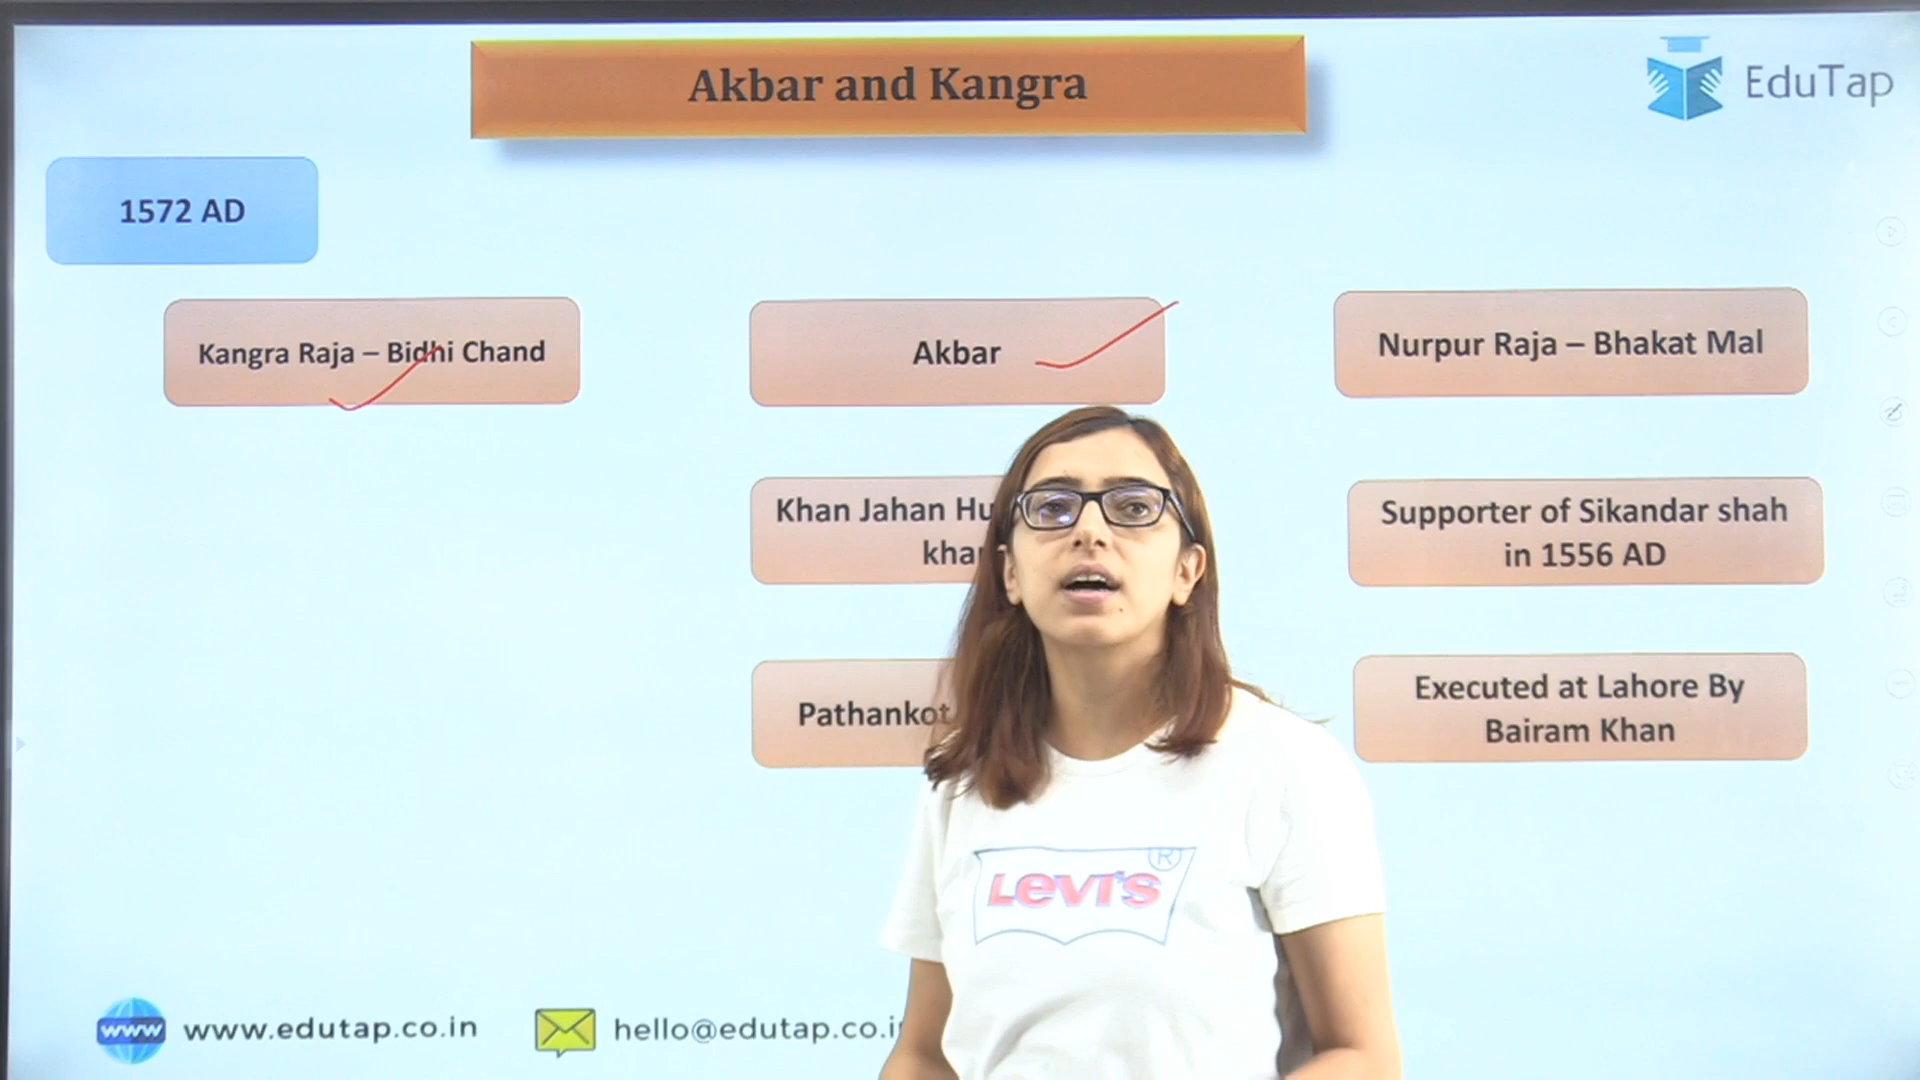 Akbar and Kangra
EduTap
1572 AD
Kangra Raja – Bidhi Chand
Akbar
Nurpur Raja – Bhakat Mal
Khan Jahan
Supporter of Sikandar shah
in 1556 AD
Pathankot
Executed at Lahore By
Bairam Khan
LEVI'S
®
www
www.edutap.co.in
hello@edutap.co.i